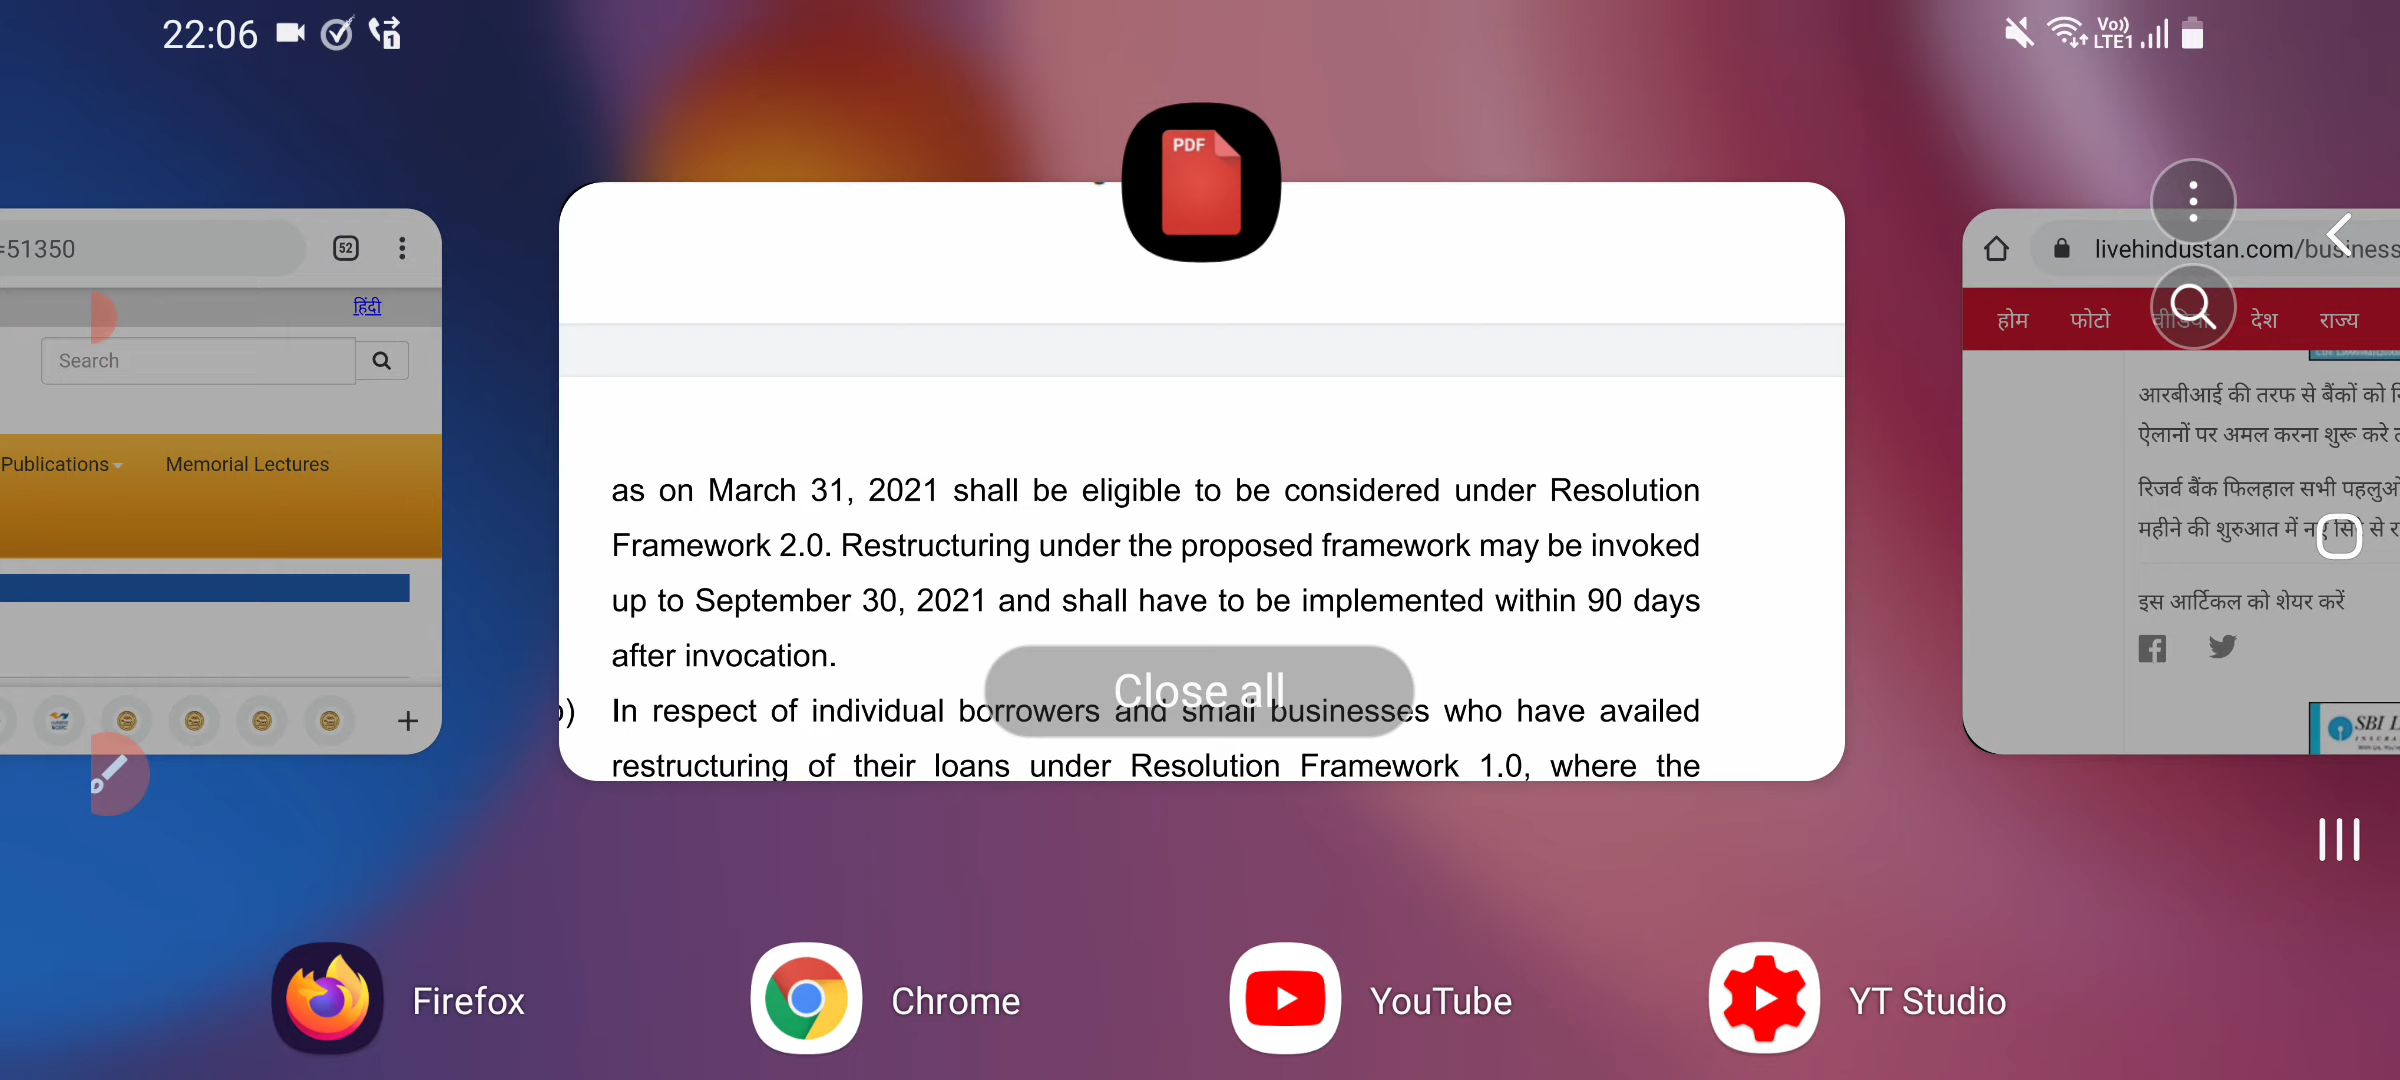 22:06
1
Vo))
LTE1
=51350
52
हिंदी
Search
Publications
Memorial Lectures
PDF
as on March 31, 2021 shall be eligible to be considered under Resolution
Framework 2.0. Restructuring under the proposed framework may be invoked
up to September 30, 2021 and shall have to be implemented within 90 days
after invocation.
Close all
) In respect of individual borrowers and small businesses who have availed
restructuring of their loans under Resolution Framework 1.0, where the
livehindustan.com/business
होम फोटो वीडियो देश राज्य
आरबीआई की तरफ से बैंकों को
ऐलानों पर अमल करना शुरू करे
रिजर्व बैंक फिलहाल सभी पहलुओं
महीने की शुरुआत में नए सिरे से
इस आर्टिकल को शेयर करें
SBI
Firefox
Chrome
YouTube
YT Studio